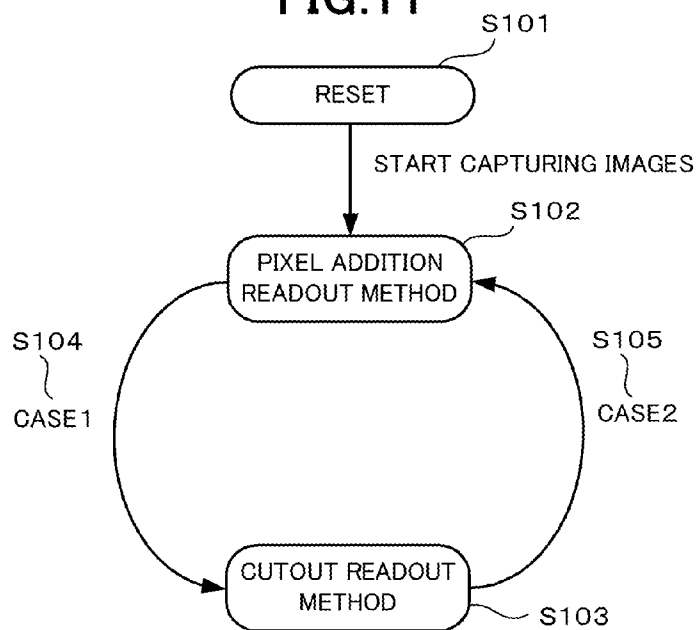 FIG.11
S101
RESET
START CAPTURING IMAGES
S102
PIXEL ADDITION
READOUT METHOD
S104
CASE1
S105
CASE2
CUTOUT READOUT
METHOD
S103